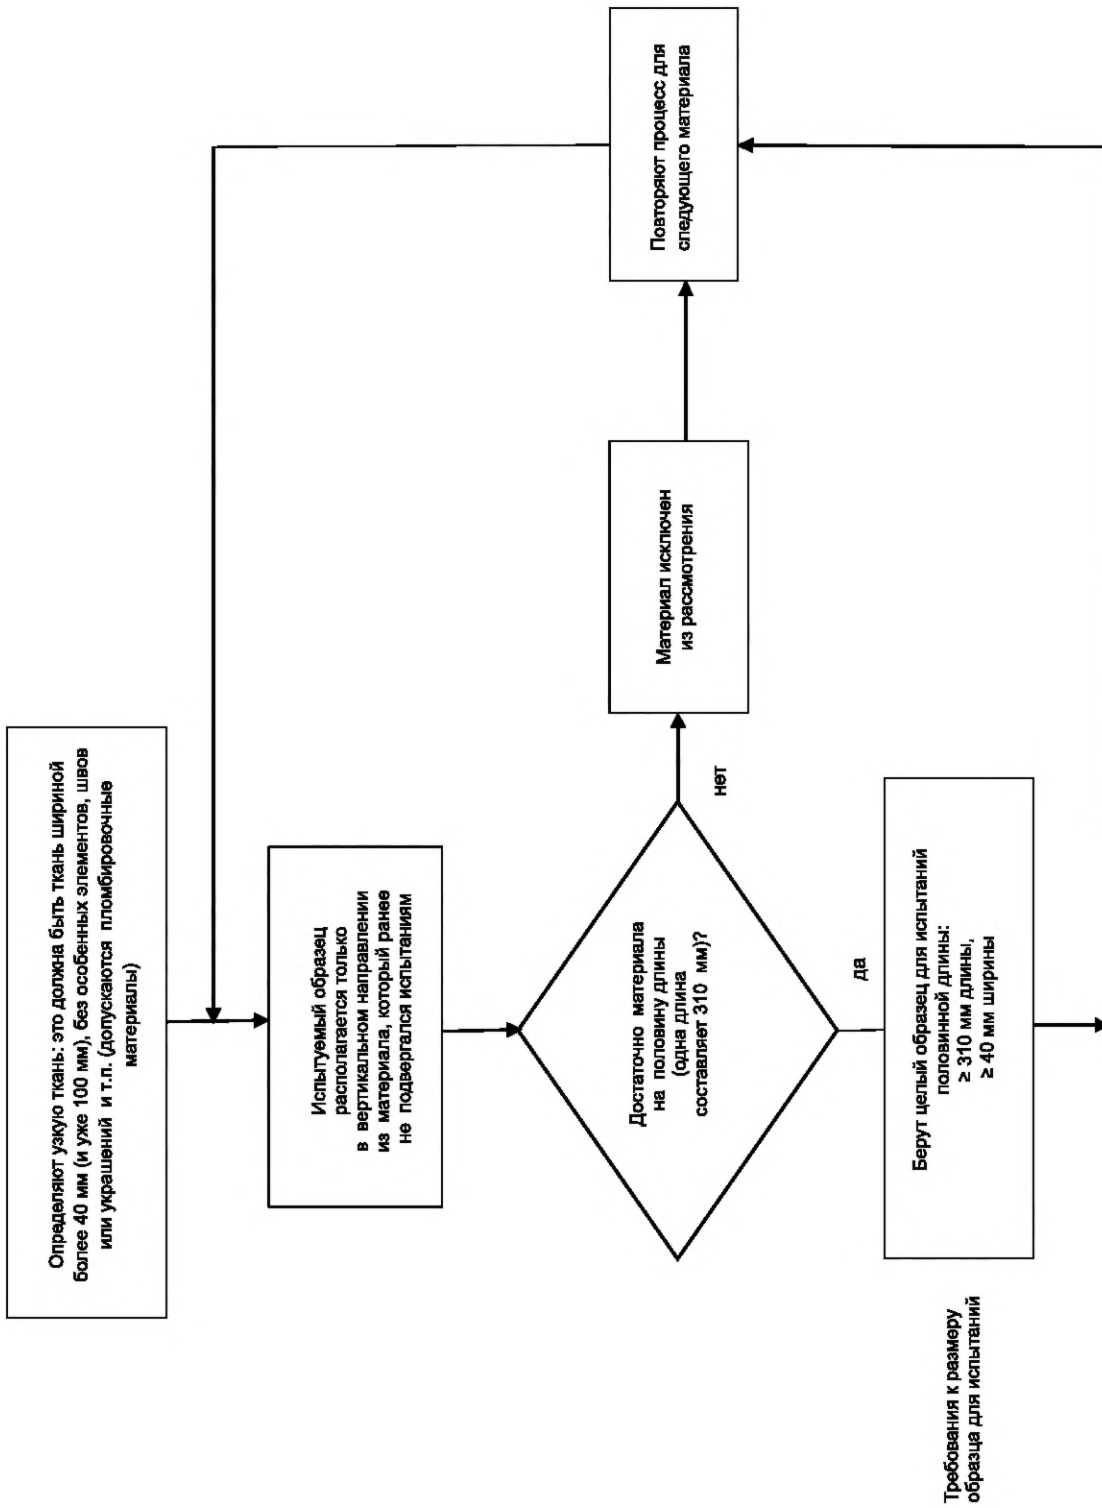 Определяют узкую ткань: это должна быть ткань шириной
более 40 мм (и уже 100 мм), без особенных элементов, швов
или украшений и т.п. (допускаются пломбировочные
материалы)
Испытуемый образец
располагается только
в вертикальном направлении
из материала, который ранее
не подвергался испытаниям
Достаточно материала
на половину длины
(одна длина
составляет 310 мм)?
нет
Материал исключен
из рассмотрения
Повторяют процесс для
следующего материала
да
Берут целый образец для испытаний
половинной длины:
≥ 310 мм длины,
≥ 40 мм ширины
Требования к размеру
образца для испытаний